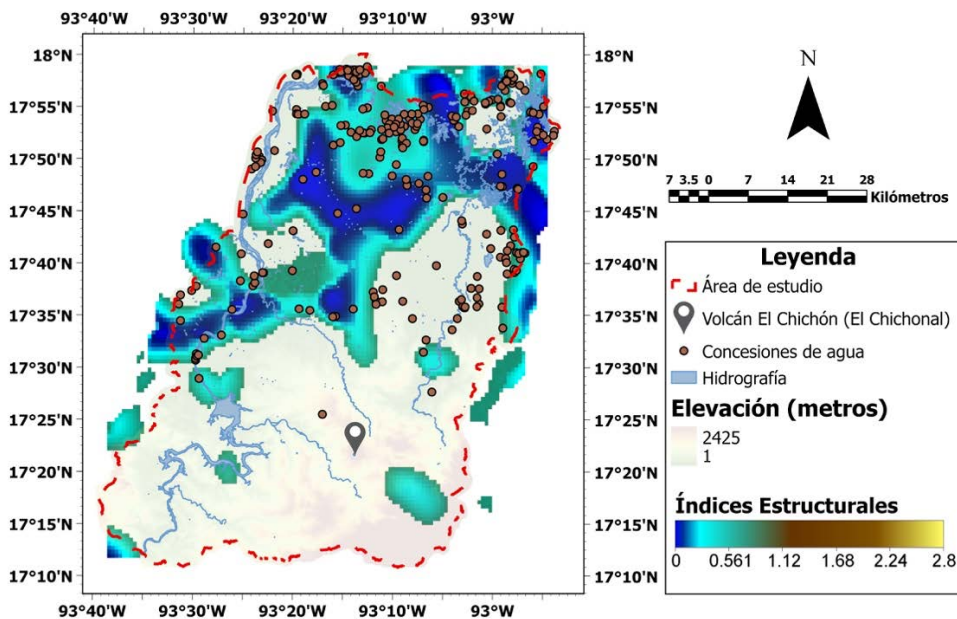 93°40'W 93°30'W 93°20'W 93°10'W 93°W
18°N 18°N
17°55'N 17°55'N
17°50'N 17°50'N
17°45'N 17°45'N
17°40'N 17°40'N
17°35'N 17°35'N
17°30'N 17°30'N
17°25'N 17°25'N
17°20'N 17°20'N
17°15'N 17°15'N
17°10'N 17°10'N
93°40'W 93°30'W 93°20'W 93°10'W 93°W
N
7 3.5 0 7 14 21 28
Kilómetros
Leyenda
Área de estudio
Volcán El Chichón (El Chichonal)
Concesiones de agua
Hidrografía
Elevación (metros)
2425
1
Índices Estructurales
0 0.561 1.12 1.68 2.24 2.8